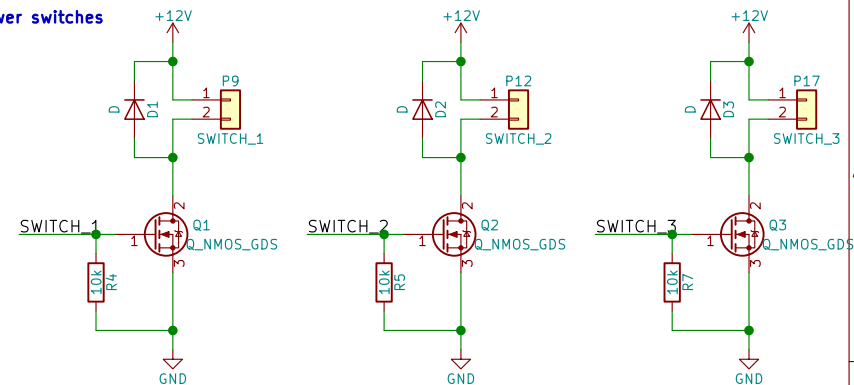 wer switches
+12V
+12V
+12V
P9
P12
P17
D
D1
1
2
D
D2
1
2
D
D3
1
2
SWITCH_1
SWITCH_2
SWITCH_3
SWITCH_1
1
2
3
Q1
Q_NMOS_GDS
SWITCH_2
1
2
3
Q2
Q_NMOS_GDS
SWITCH_3
1
2
3
Q3
Q_NMOS_GDS
10k
R4
10k
R5
10k
R7
GND
GND
GND